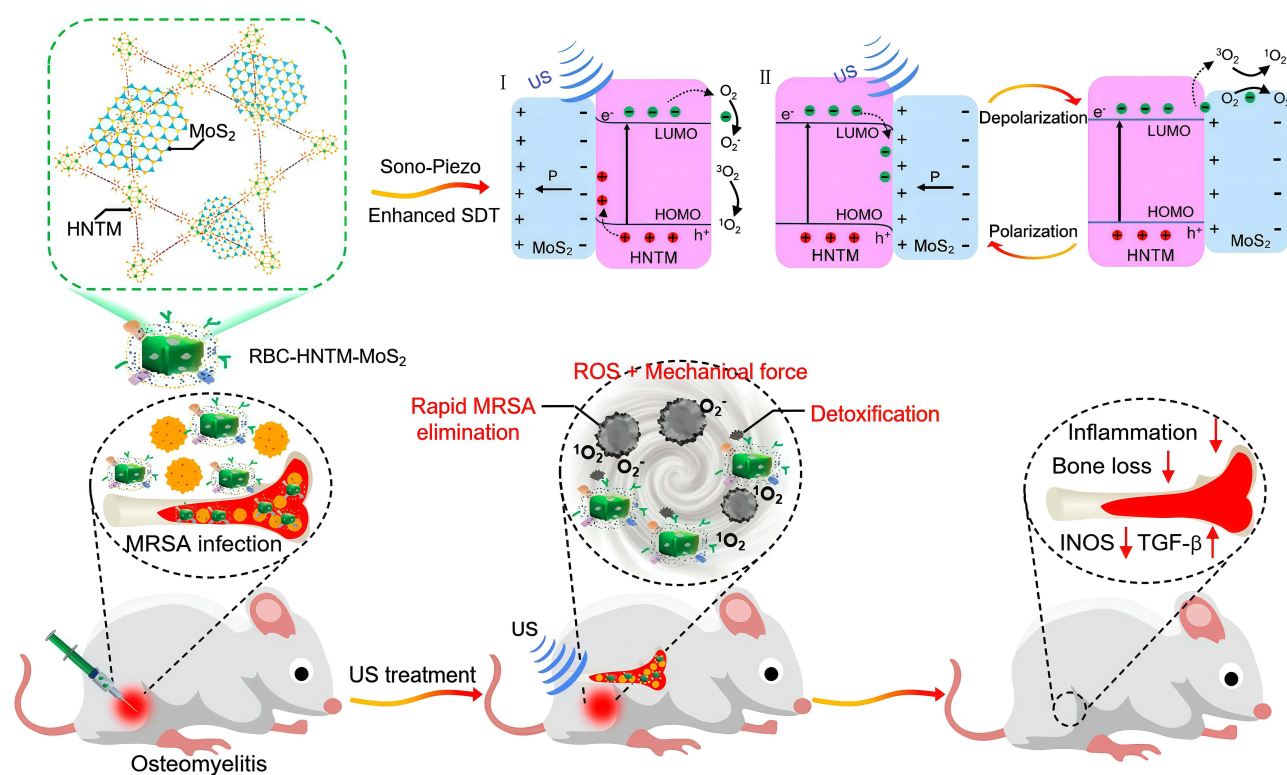 MoS₂
HNTM
Sono-Piezo
Enhanced SDT
I
US
e⁻
LUMO
P
HOMO
h⁺
MoS₂
HNTM
O₂
O₂⁻
³O₂
¹O₂
II
US
e⁻
LUMO
P
HOMO
h⁺
HNTM
MoS₂
Depolarization
Polarization
³O₂
¹O₂
O₂
e⁻
LUMO
HOMO
h⁺
HNTM
MoS₂
RBC-HNTM-MoS₂
MRSA infection
ROS + Mechanical force
Rapid MRSA
elimination
Detoxification
O₂⁻
¹O₂
O₂⁻
¹O₂
¹O₂
Inflammation
Bone loss
INOS
TGF-β
US treatment
US
Osteomyelitis